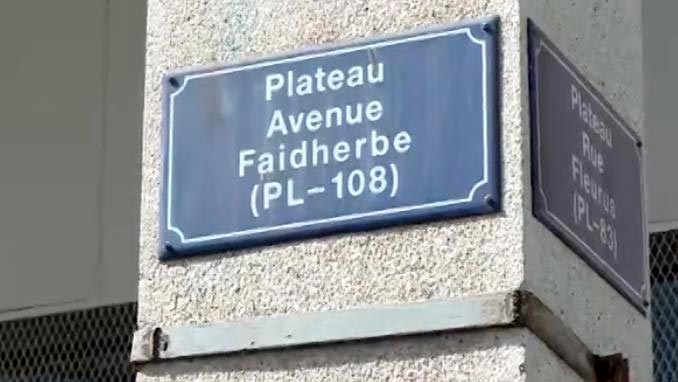 Plateau
Avenue
Faidherbe
(PL-108)
Plateau
Rue
Fleurus
(PL-83)